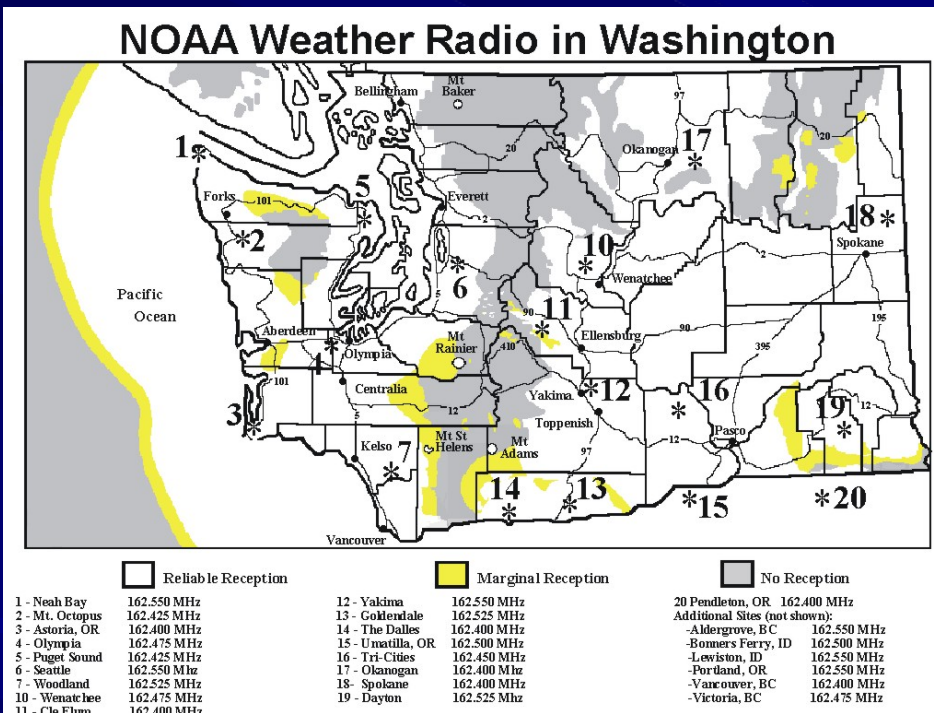 NOAA Weather Radio in Washington
Bellingham
Mt
Baker
97
20
20
17
Okanogan
1
5
Forks
101
Everett
2
2
18
10
Spokane
2
6
Wenatchee
Pacific
Ocean
5
90
11
195
Aberdeen
Mt
Rainier
410
Ellensburg
90
395
4
Olympia
101
Centralia
12
Yakima
12
16
19
12
3
5
Toppenish
12
Pasco
Kelso
7
Mt St
Helens
Mt
Adams
97
14
13
15
20
Vancouver
Reliable Reception
Marginal Reception
No Reception
1 - Neah Bay 162.550 MHz
2 - Mt. Octopus 162.425 MHz
3 - Astoria, OR 162.400 MHz
4 - Olympia 162.475 MHz
5 - Puget Sound 162.425 MHz
6 - Seattle 162.550 Mhz
7 - Woodland 162.525 MHz
10 - Wenatchee 162.475 MHz
11 - Cle Elum 162.400 MHz
12 - Yakima 162.550 MHz
13 - Goldendale 162.525 MHz
14 - The Dalles 162.400 MHz
15 - Umatilla, OR 162.500 MHz
16 - Tri-Cities 162.450 MHz
17 - Okanogan 162.400 Mhz
18- Spokane 162.400 MHz
19 - Dayton 162.525 Mhz
20 Pendleton, OR 162.400 MHz
Additional Sites (not shown):
-Aldergrove, BC 162.550 MHz
-Bonners Ferry, ID 162.500 MHz
-Lewiston, ID 162.550 MHz
-Portland, OR 162.550 MHz
-Vancouver, BC 162.400 MHz
-Victoria, BC 162.475 MHz